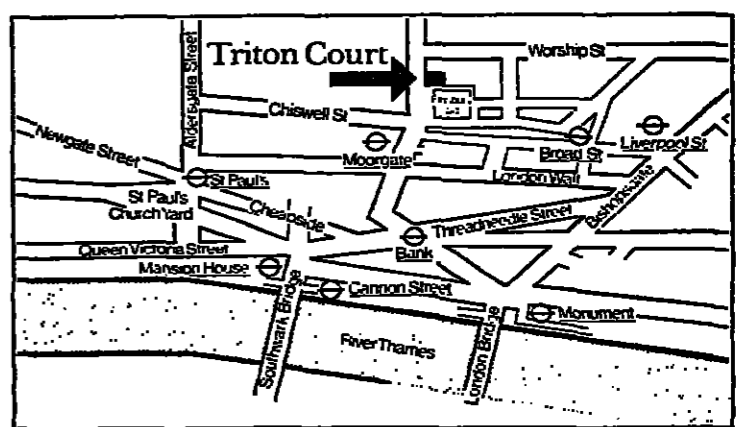 Triton Court
Aldersgate Street
Worship St
Chiswell St
Newgate Street
Moorgate
Broad St
Liverpool St
St Paul's
London Wall
St Paul's
Church Yard
Cheapside
Threadneedle Street
Bishopsgate
Queen Victoria Street
Bank
Mansion House
Cannon Street
Monument
Southwark Bridge
River Thames
London Bridge